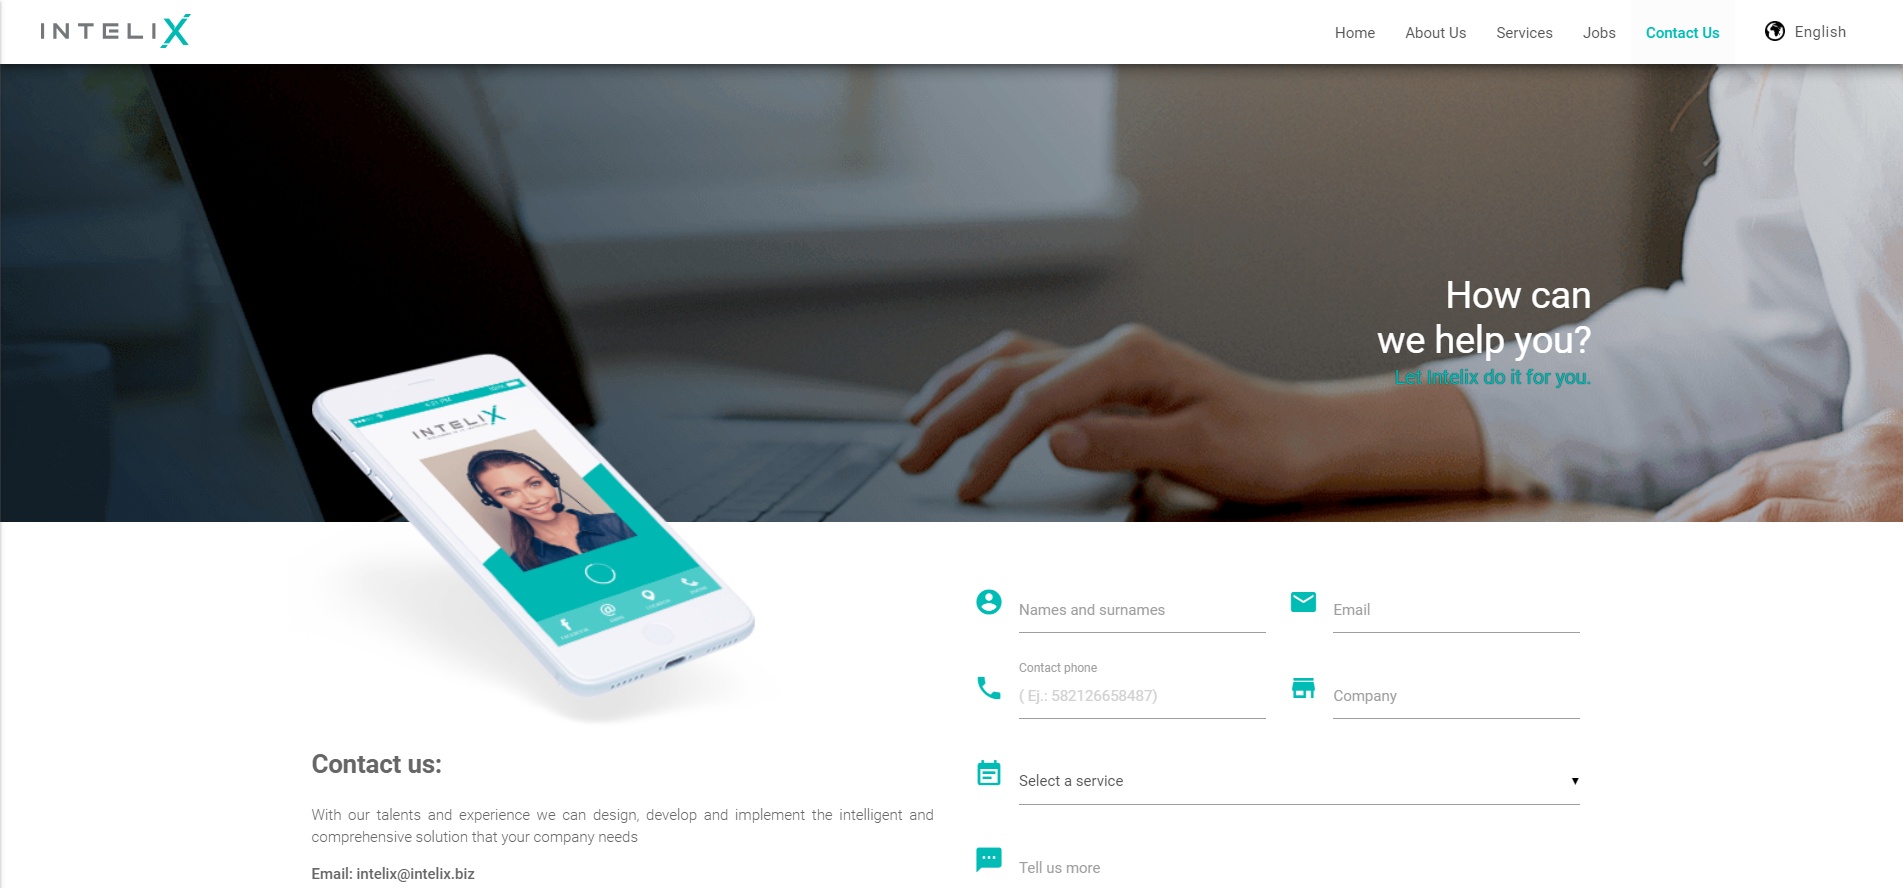 INTELIX
Home
About Us
Services
Jobs
Contact Us
English
How can
we help you?
Let Intelix do it for you.
4:21 PM
INTELIX
Names and surnames
Email
Contact phone
( Ej.: 582126658487)
Company
Select a service
Tell us more
Contact us:
With our talents and experience we can design, develop and implement the intelligent and
comprehensive solution that your company needs
Email: intelix@intelix.biz